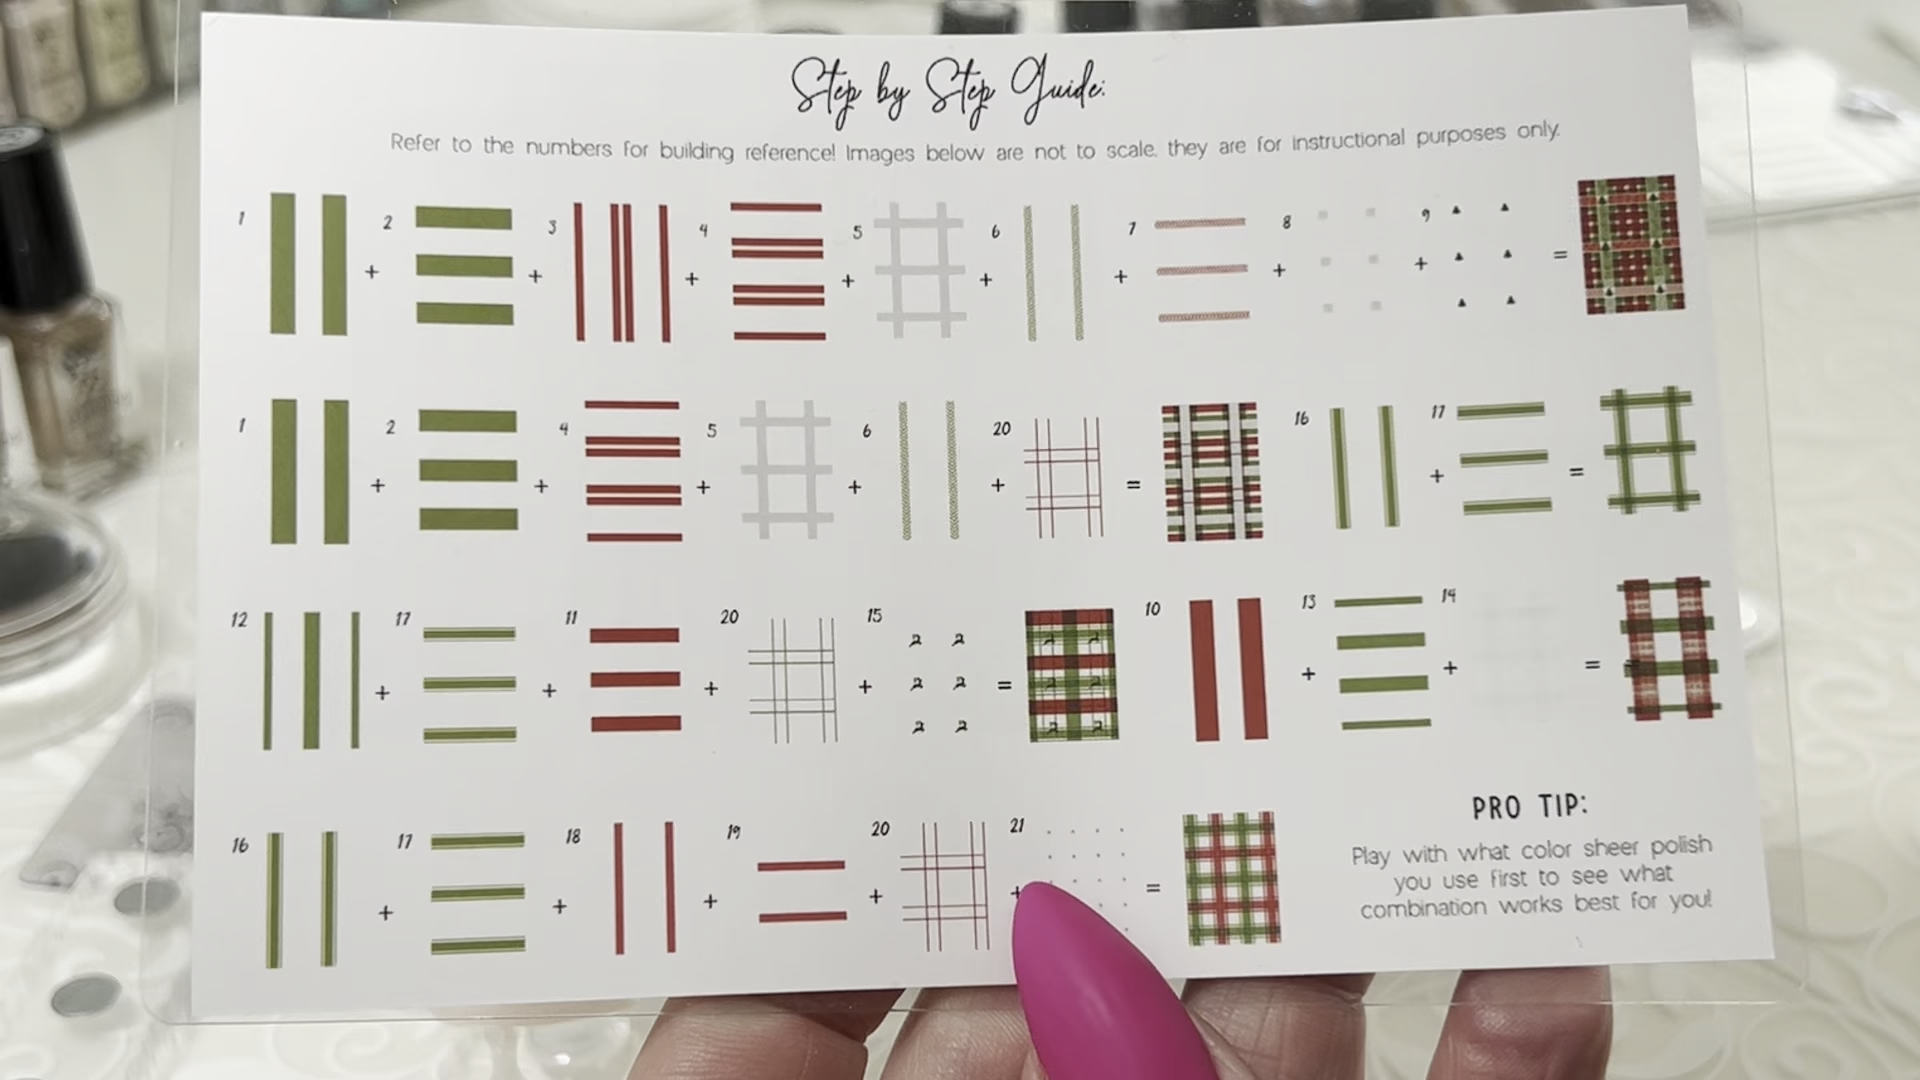 Step by Step Guide:
Refer to the numbers for building reference! Images below are not to scale. they are for instructional purposes only.
1 + 2 + 3 + 4 + 5 + 6 + 7 + 8 + 9 =
1 + 2 + 4 + 5 + 6 + 20 = 16 + 17 =
12 + 17 + 11 + 20 + 15 = 10 + 13 + 14 =
16 + 17 + 18 + 19 + 20 + 21 =
PRO TIP:
Play with what color sheer polish
you use first to see what
combination works best for you!